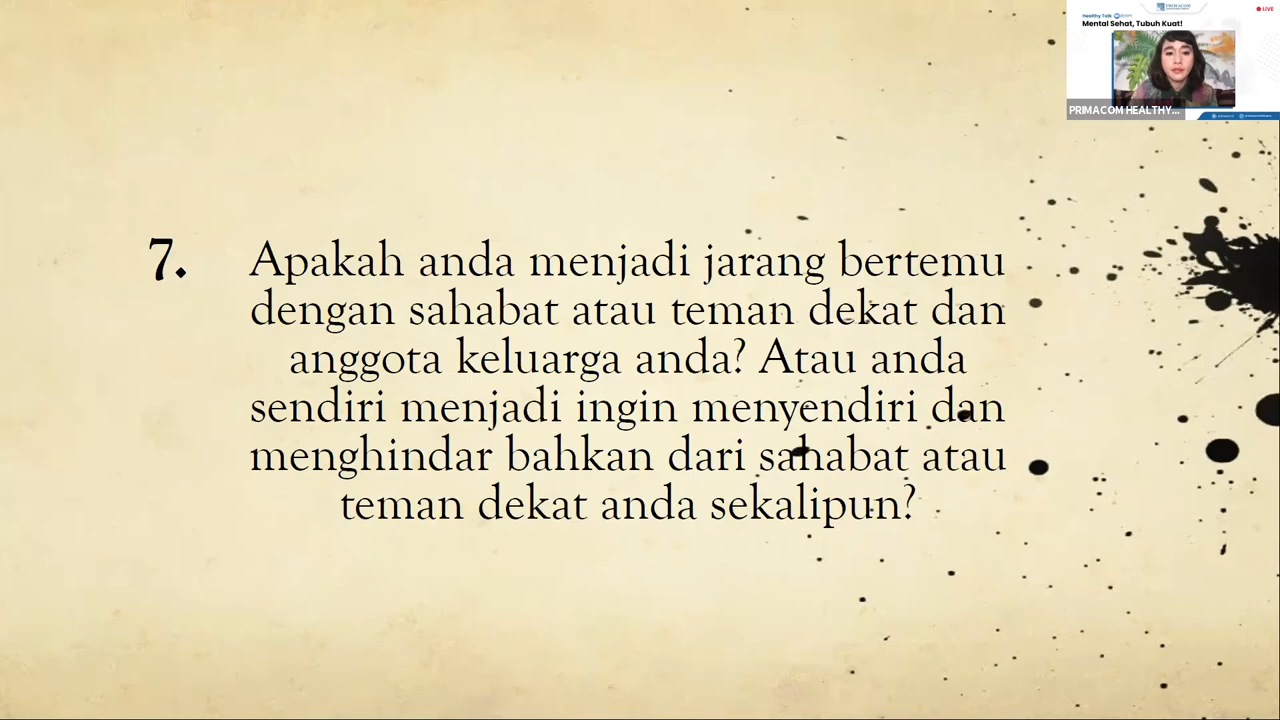 PRIMACOM
LIVE
Healthy Talk
Mental Sehat, Tubuh Kuat!
PRIMACOM HEALTHY...
7. Apakah anda menjadi jarang bertemu
dengan sahabat atau teman dekat dan
anggota keluarga anda? Atau anda
sendiri menjadi ingin menyendiri dan
menghindar bahkan dari sahabat atau
teman dekat anda sekalipun?